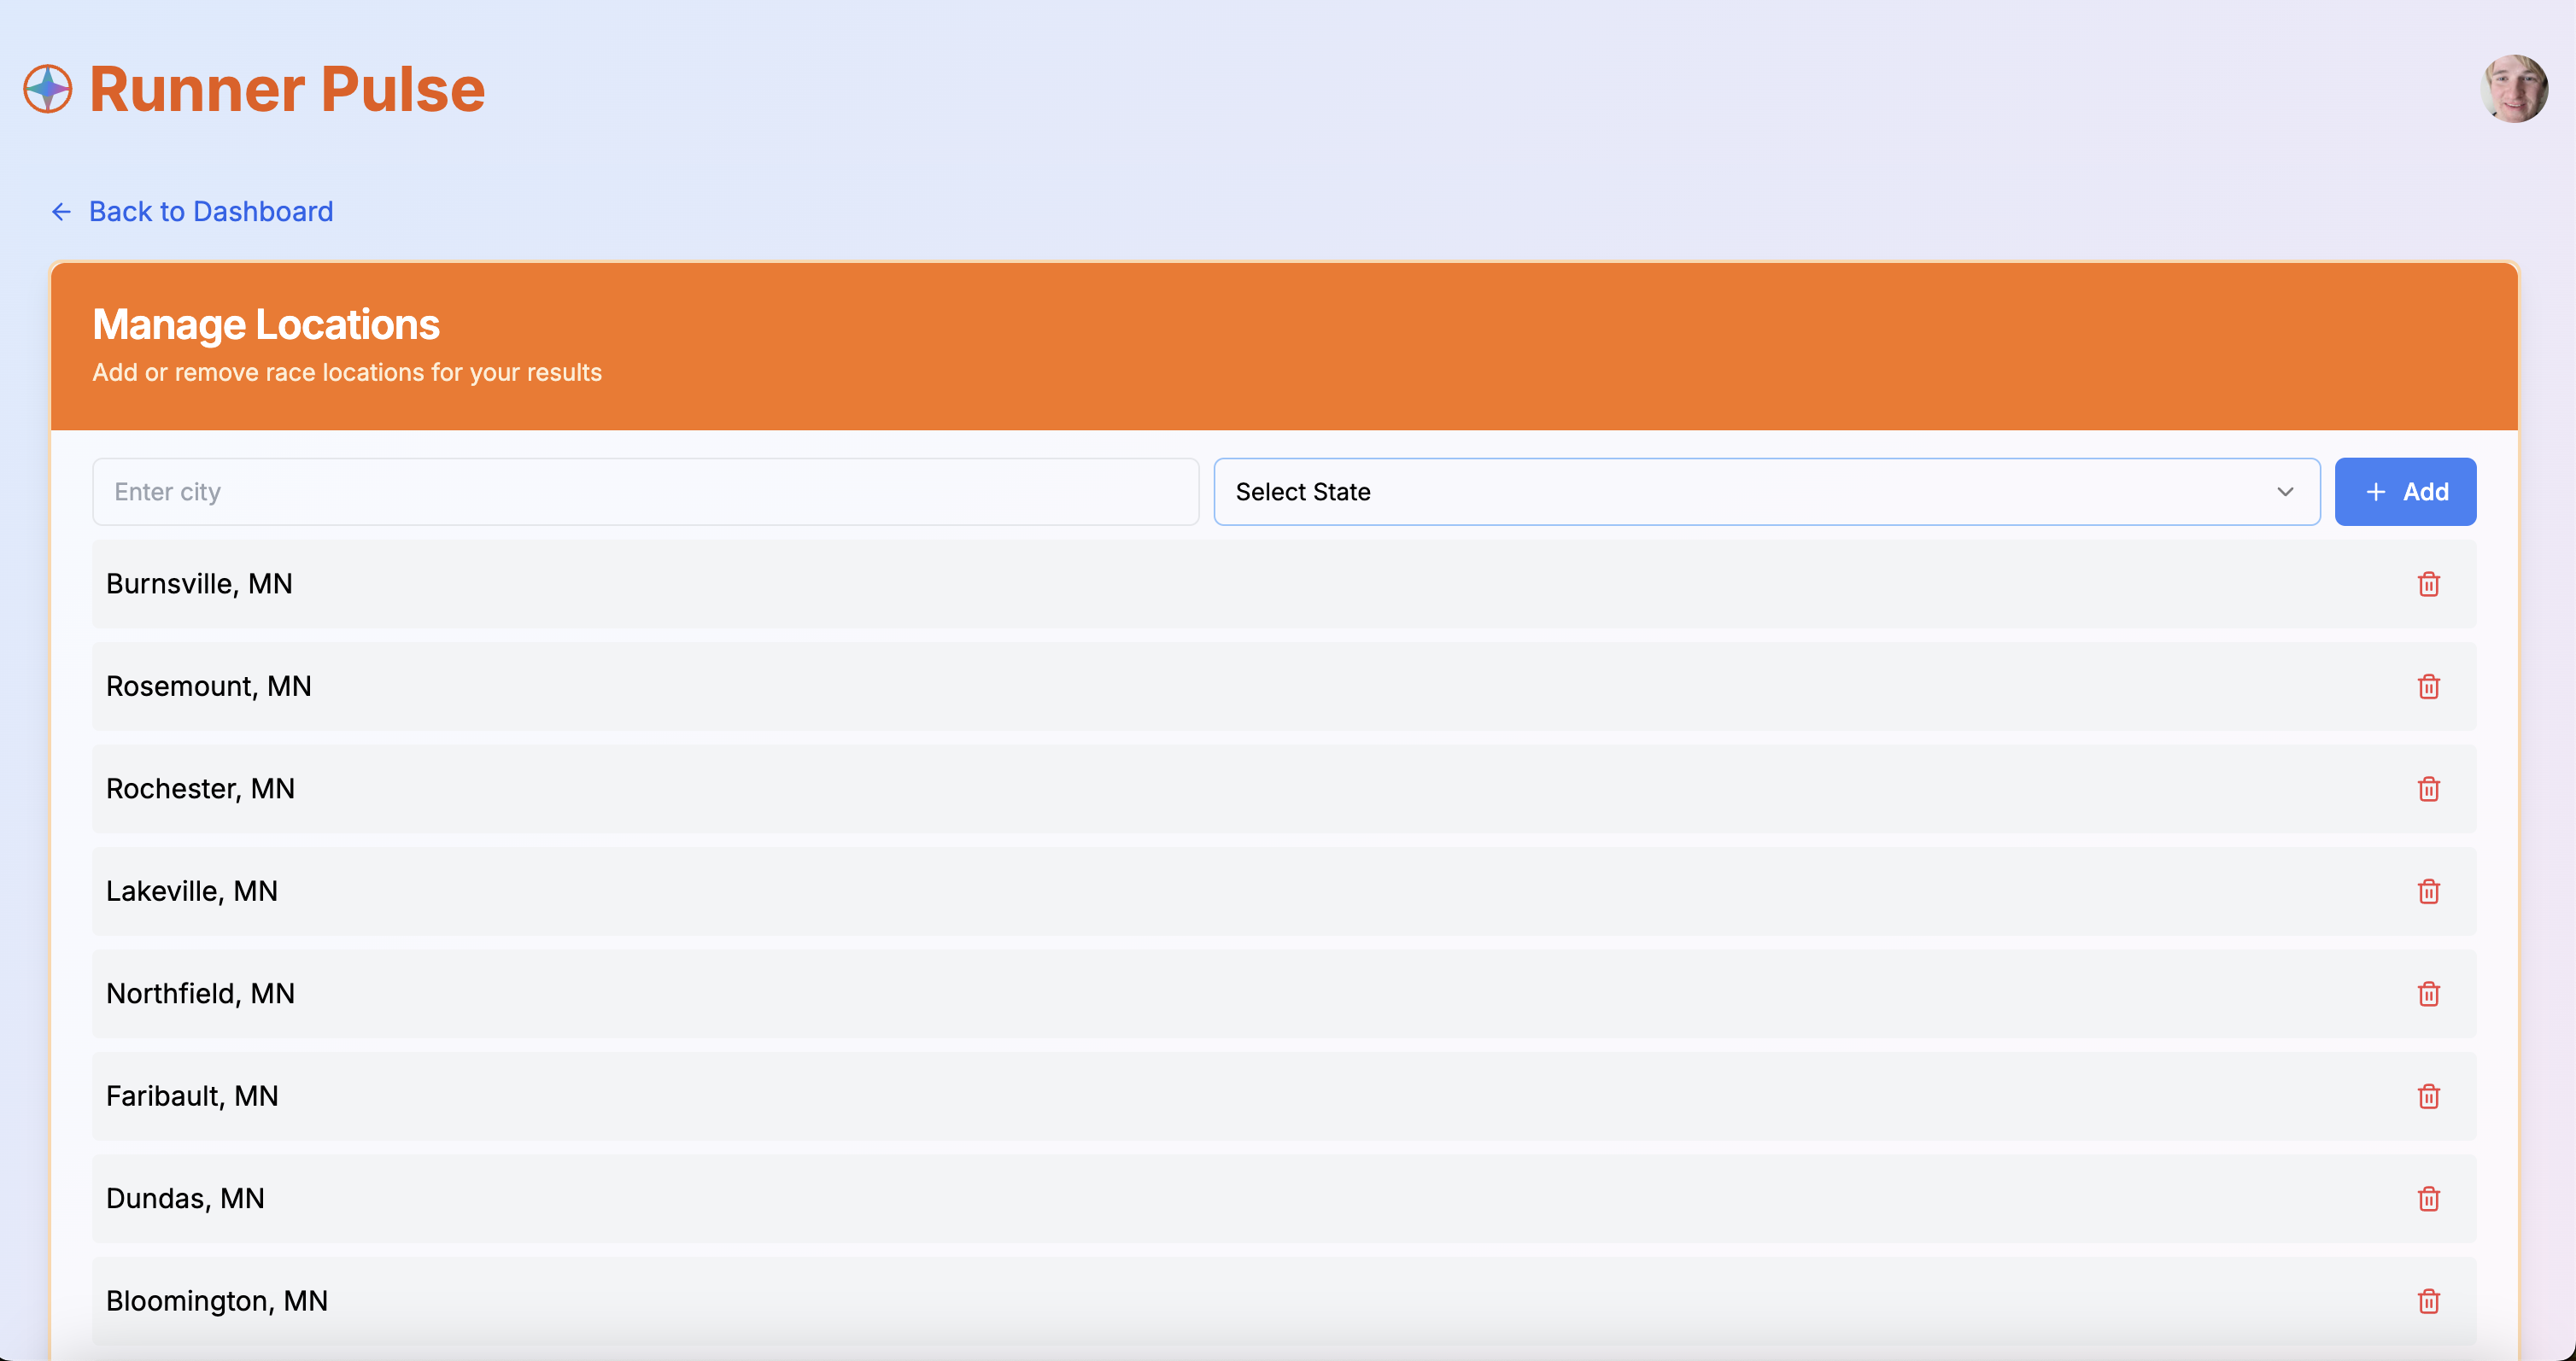 Runner Pulse
Back to Dashboard
Manage Locations
Add or remove race locations for your results
Enter city
Select State
Add
Burnsville, MN
Rosemount, MN
Rochester, MN
Lakeville, MN
Northfield, MN
Faribault, MN
Dundas, MN
Bloomington, MN